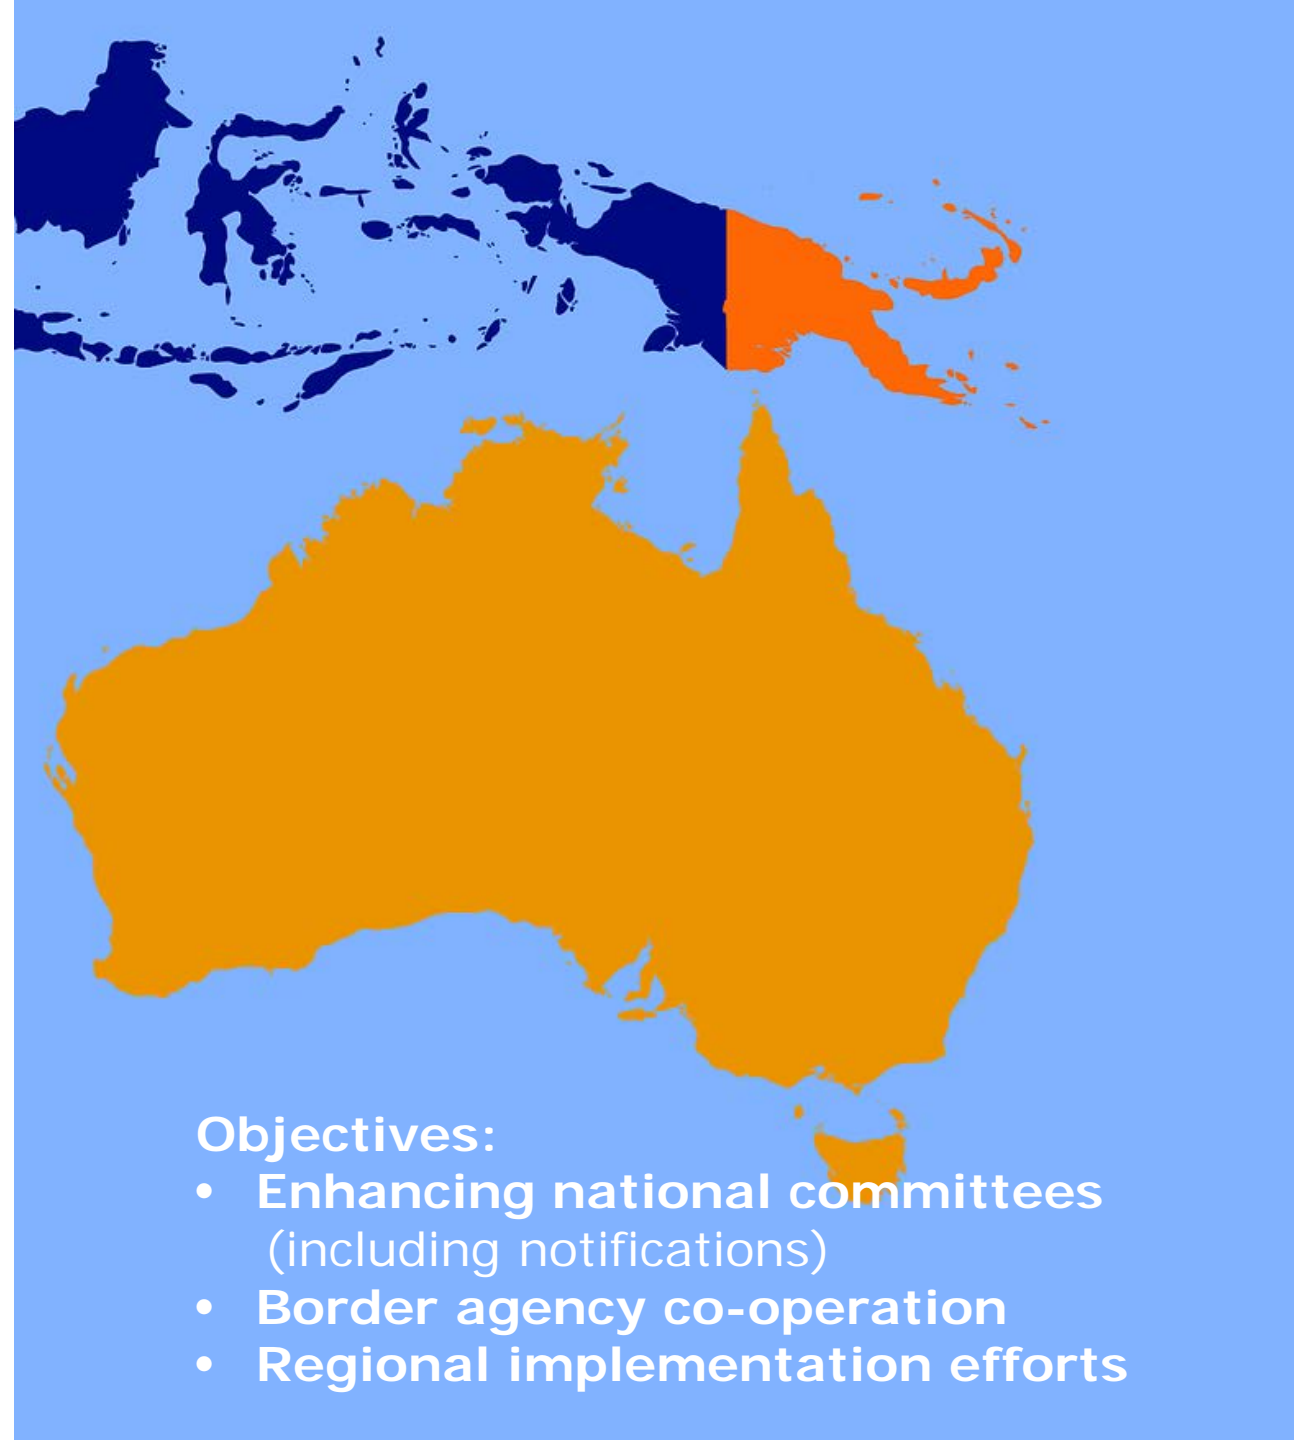 Objectives:
• Enhancing national committees
(including notifications)
• Border agency co-operation
• Regional implementation efforts